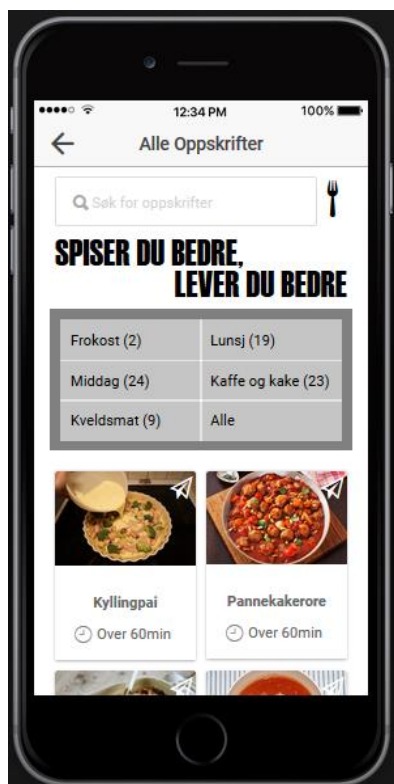 12:34 PM
100%
Alle Oppskrifter
Søk for oppskrifter
SPISER DU BEDRE,
LEVER DU BEDRE
Frokost (2)
Lunsj (19)
Middag (24)
Kaffe og kake (23)
Kveldsmat (9)
Alle
Kyllingpai
Pannekakerore
Over 60min
Over 60min